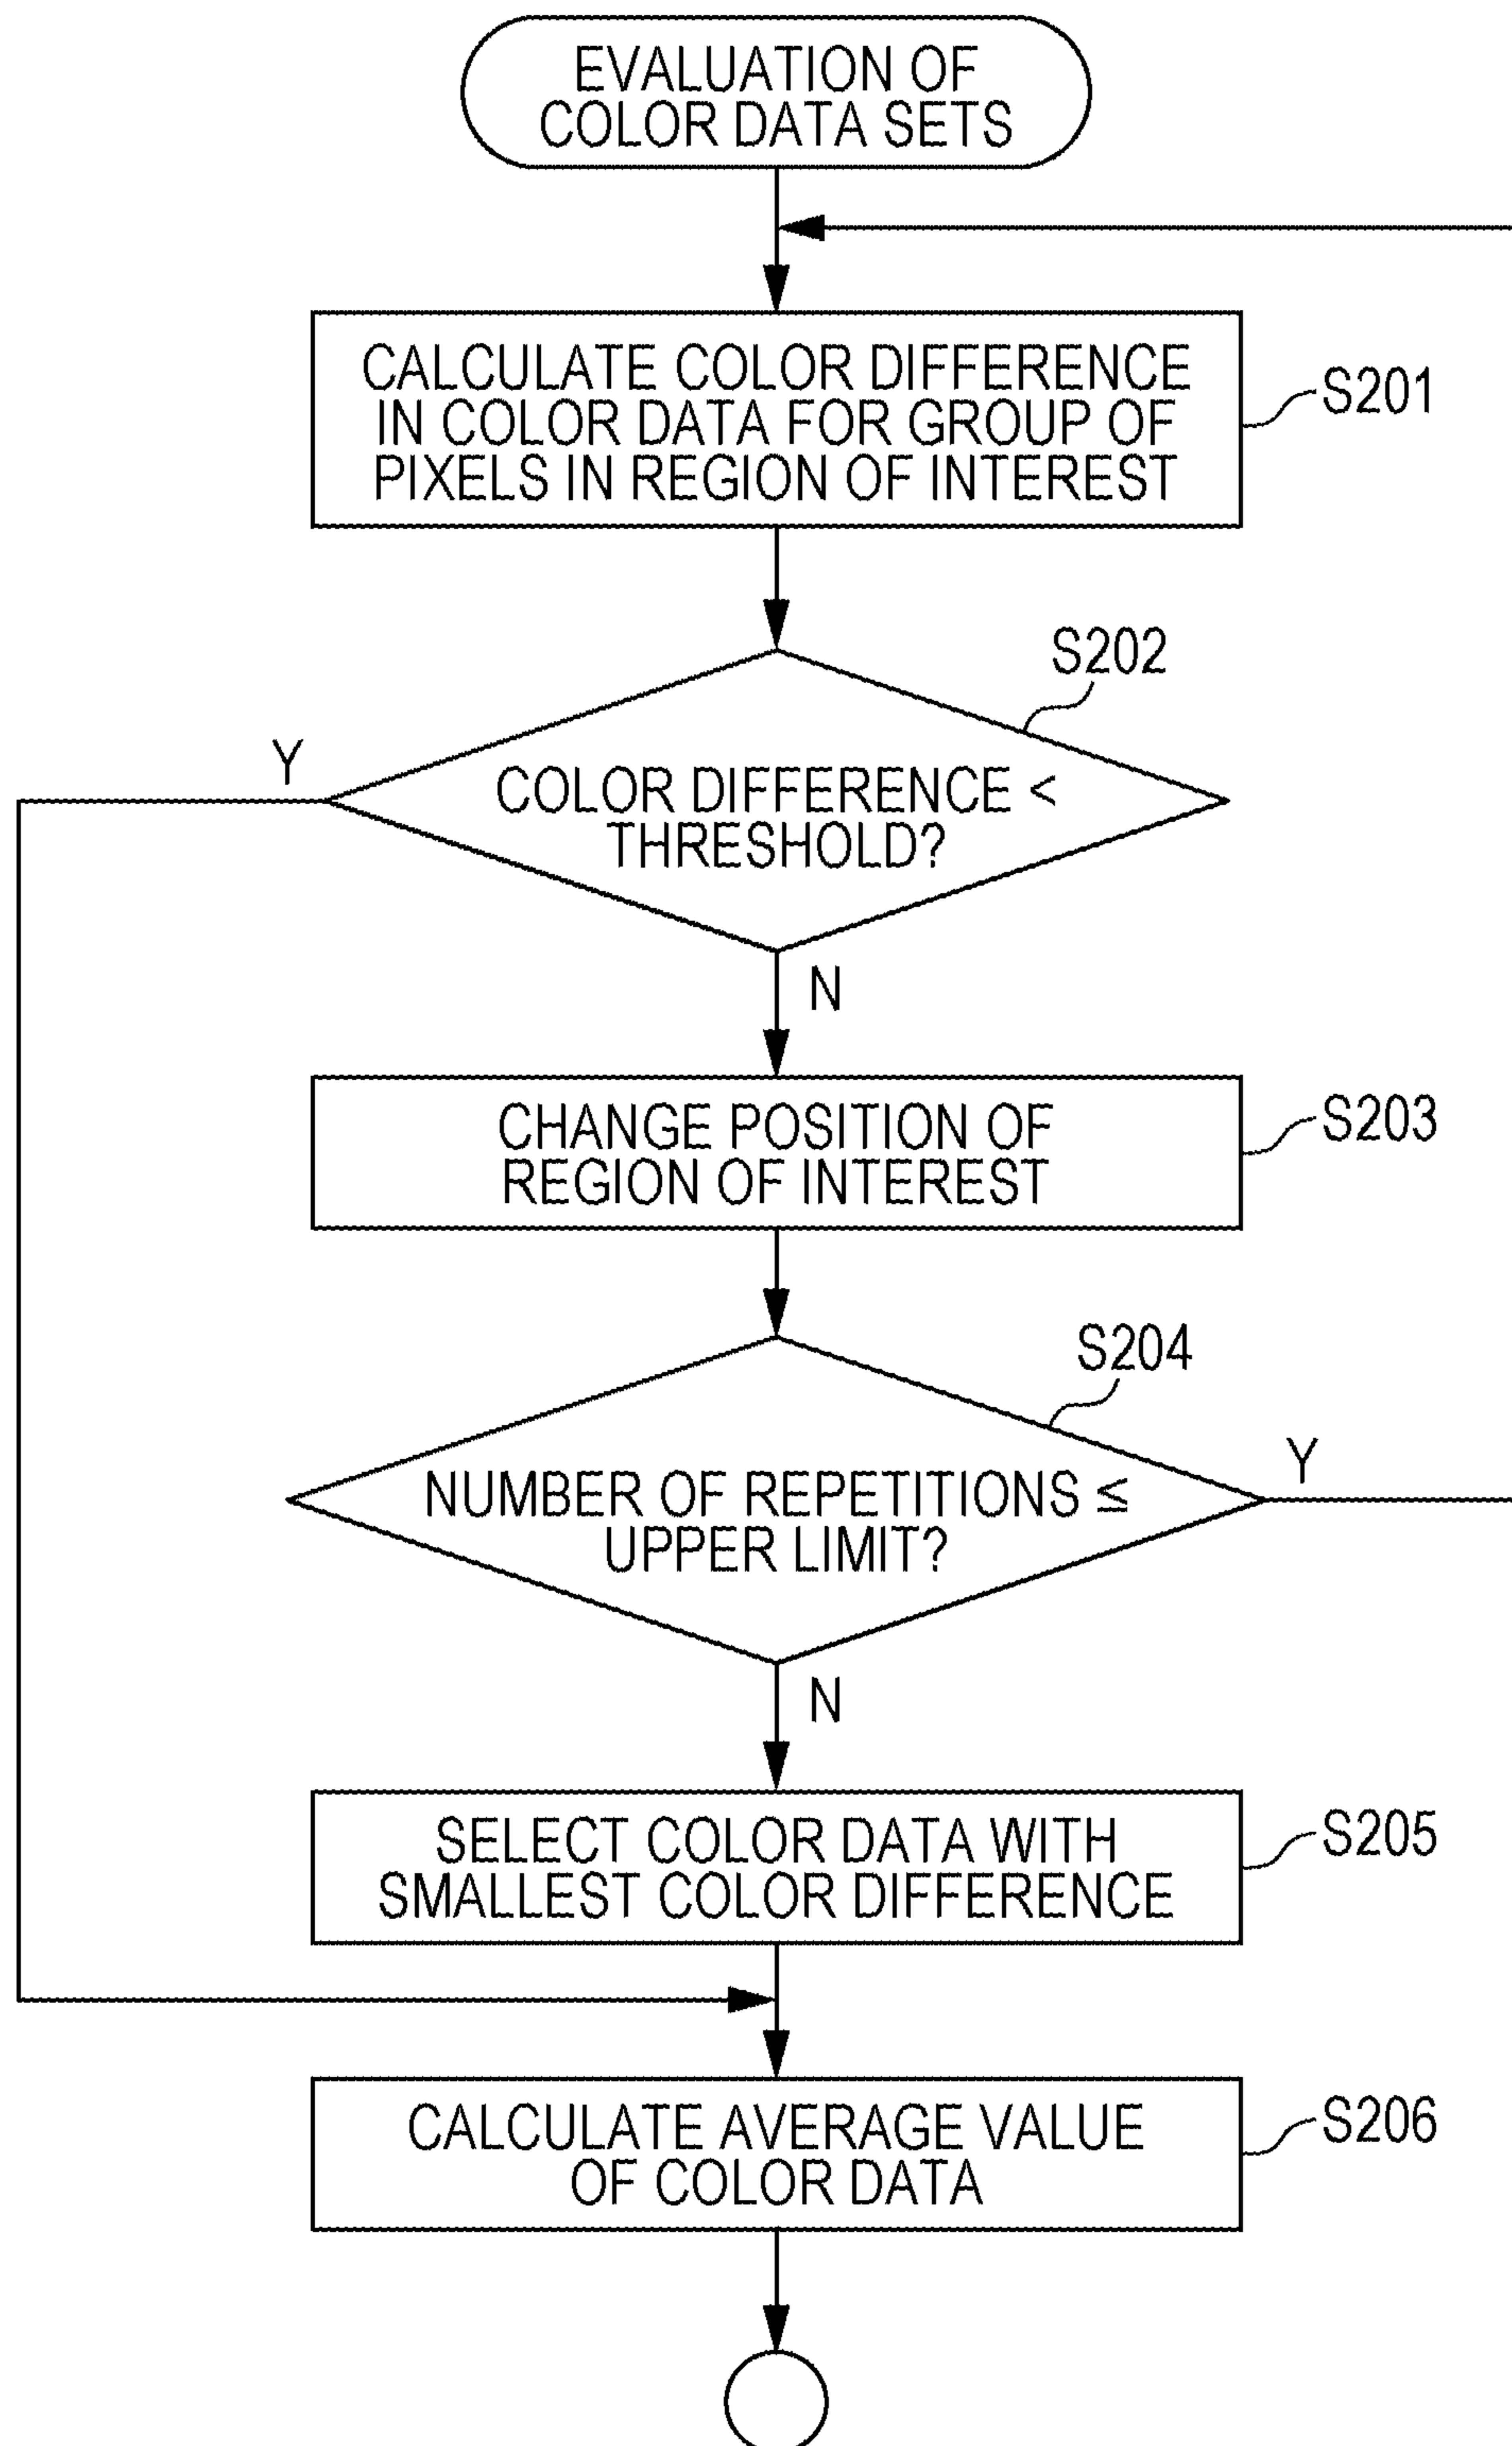 EVALUATION OF
COLOR DATA SETS
CALCULATE COLOR DIFFERENCE
IN COLOR DATA FOR GROUP OF
PIXELS IN REGION OF INTEREST
S201
S202
Y
COLOR DIFFERENCE <
THRESHOLD?
N
CHANGE POSITION OF
REGION OF INTEREST
S203
S204
Y
NUMBER OF REPETITIONS ≤
UPPER LIMIT?
N
SELECT COLOR DATA WITH
SMALLEST COLOR DIFFERENCE
S205
CALCULATE AVERAGE VALUE
OF COLOR DATA
S206